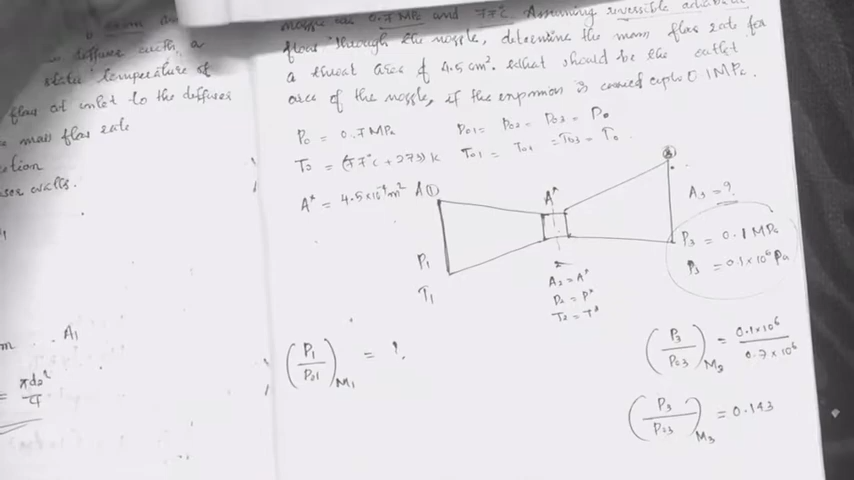 diffuser with a
static temperature of
flow at inlet to the diffuser
mass flow rate
A1
πd2²
4
0.7 MPa and 77°C. Assuming reversible adiabatic
flow through the nozzle, determine the mass flow rate for
a throat area of 4.5 cm². What should be the outlet
area of the nozzle, if the expansion is carried upto 0.1 MPa.
P0 = 0.7 MPa P01 = P02 = P03 = P0
T0 = (77°C + 273) K T01 = T02 = T03 = T0
A* = 4.5×10⁻⁴ m²
①
A*
③
A3 = ?
P3 = 0.1 MPa
P3 = 0.1×10⁶ Pa
P1
T1
A2 = A*
P2 = P*
T2 = T*
(P1/P01)M1 = ?
(P3/P03)M3 = 0.1×10⁶/0.7×10⁶
(P3/P03)M3 = 0.143